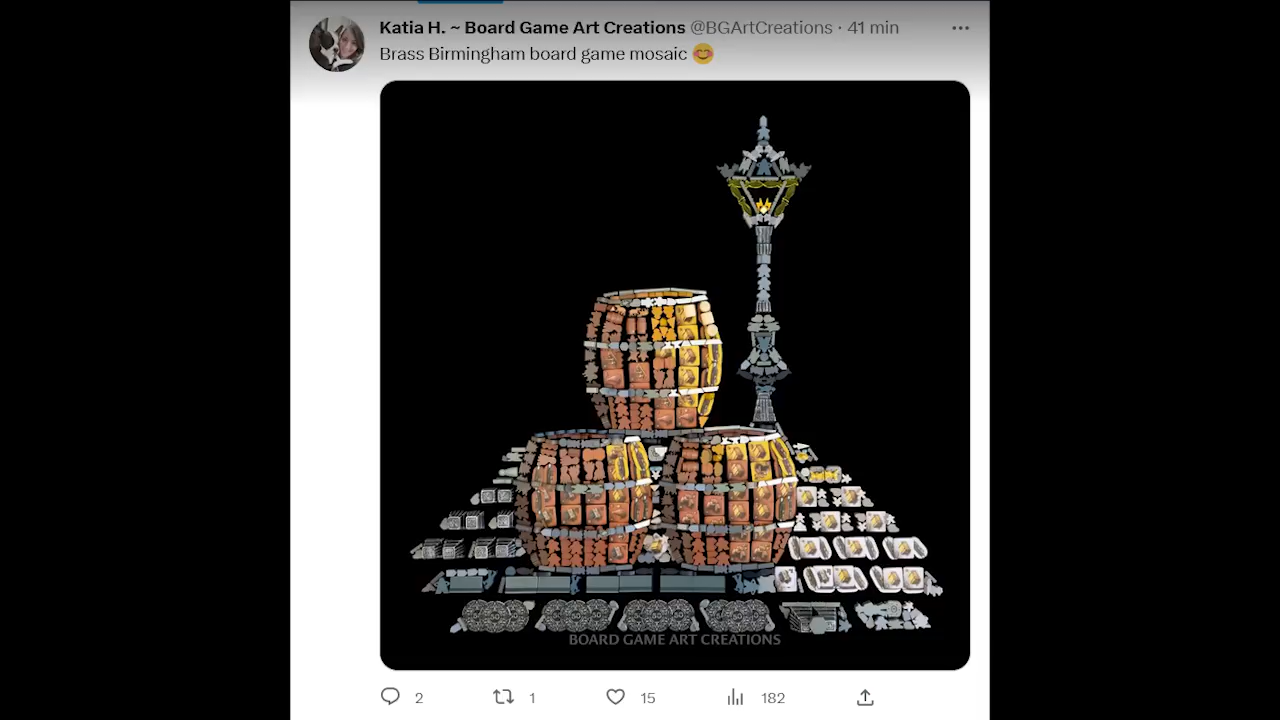 Katia H. ~ Board Game Art Creations @BGArtCreations · 41 min
Brass Birmingham board game mosaic 😊
BOARD GAME ART CREATIONS
2 1 15 182